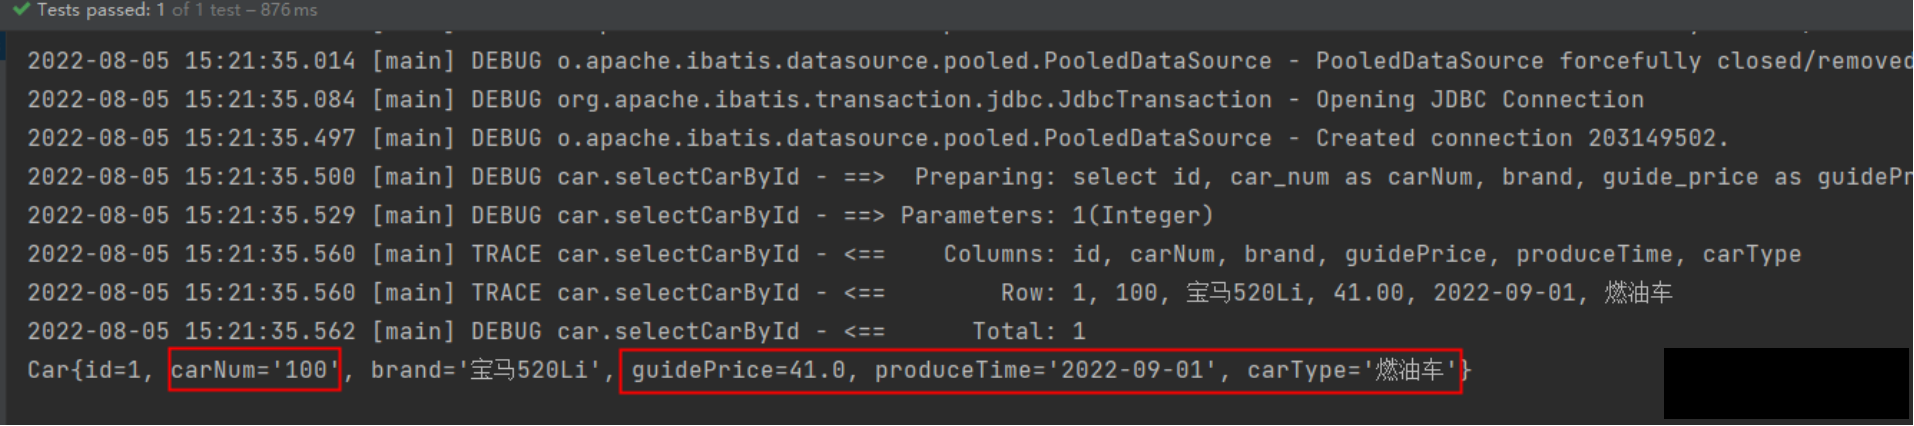 Tests passed: 1 of 1 test – 876 ms
2022-08-05 15:21:35.014 [main] DEBUG o.apache.ibatis.datasource.pooled.PooledDataSource - PooledDataSource forcefully closed/removed
2022-08-05 15:21:35.084 [main] DEBUG org.apache.ibatis.transaction.jdbc.JdbcTransaction - Opening JDBC Connection
2022-08-05 15:21:35.497 [main] DEBUG o.apache.ibatis.datasource.pooled.PooledDataSource - Created connection 203149502.
2022-08-05 15:21:35.500 [main] DEBUG car.selectCarById - ==>  Preparing: select id, car_num as carNum, brand, guide_price as guidePr
2022-08-05 15:21:35.529 [main] DEBUG car.selectCarById - ==> Parameters: 1(Integer)
2022-08-05 15:21:35.560 [main] TRACE car.selectCarById - <==    Columns: id, carNum, brand, guidePrice, produceTime, carType
2022-08-05 15:21:35.560 [main] TRACE car.selectCarById - <==        Row: 1, 100, 宝马520Li, 41.00, 2022-09-01, 燃油车
2022-08-05 15:21:35.562 [main] DEBUG car.selectCarById - <==      Total: 1
Car{id=1, carNum='100', brand='宝马520Li', guidePrice=41.0, produceTime='2022-09-01', carType='燃油车'}